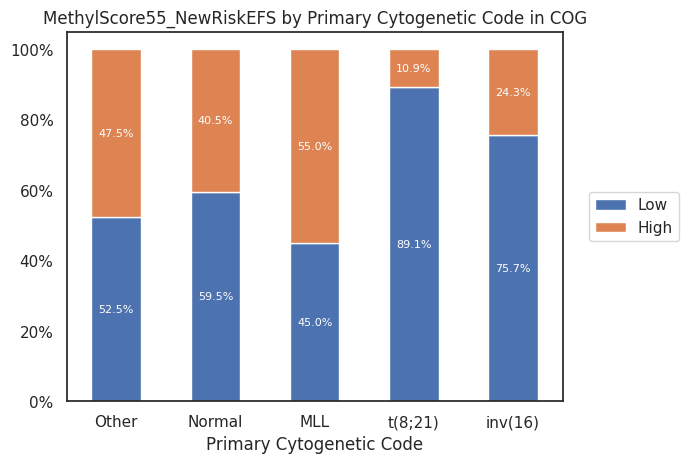 MethylScore55_NewRiskEFS by Primary Cytogenetic Code in COG
100%
80%
60%
40%
20%
0%
47.5%
40.5%
55.0%
10.9%
24.3%
52.5%
59.5%
45.0%
89.1%
75.7%
Low
High
Other
Normal
MLL
t(8;21)
inv(16)
Primary Cytogenetic Code